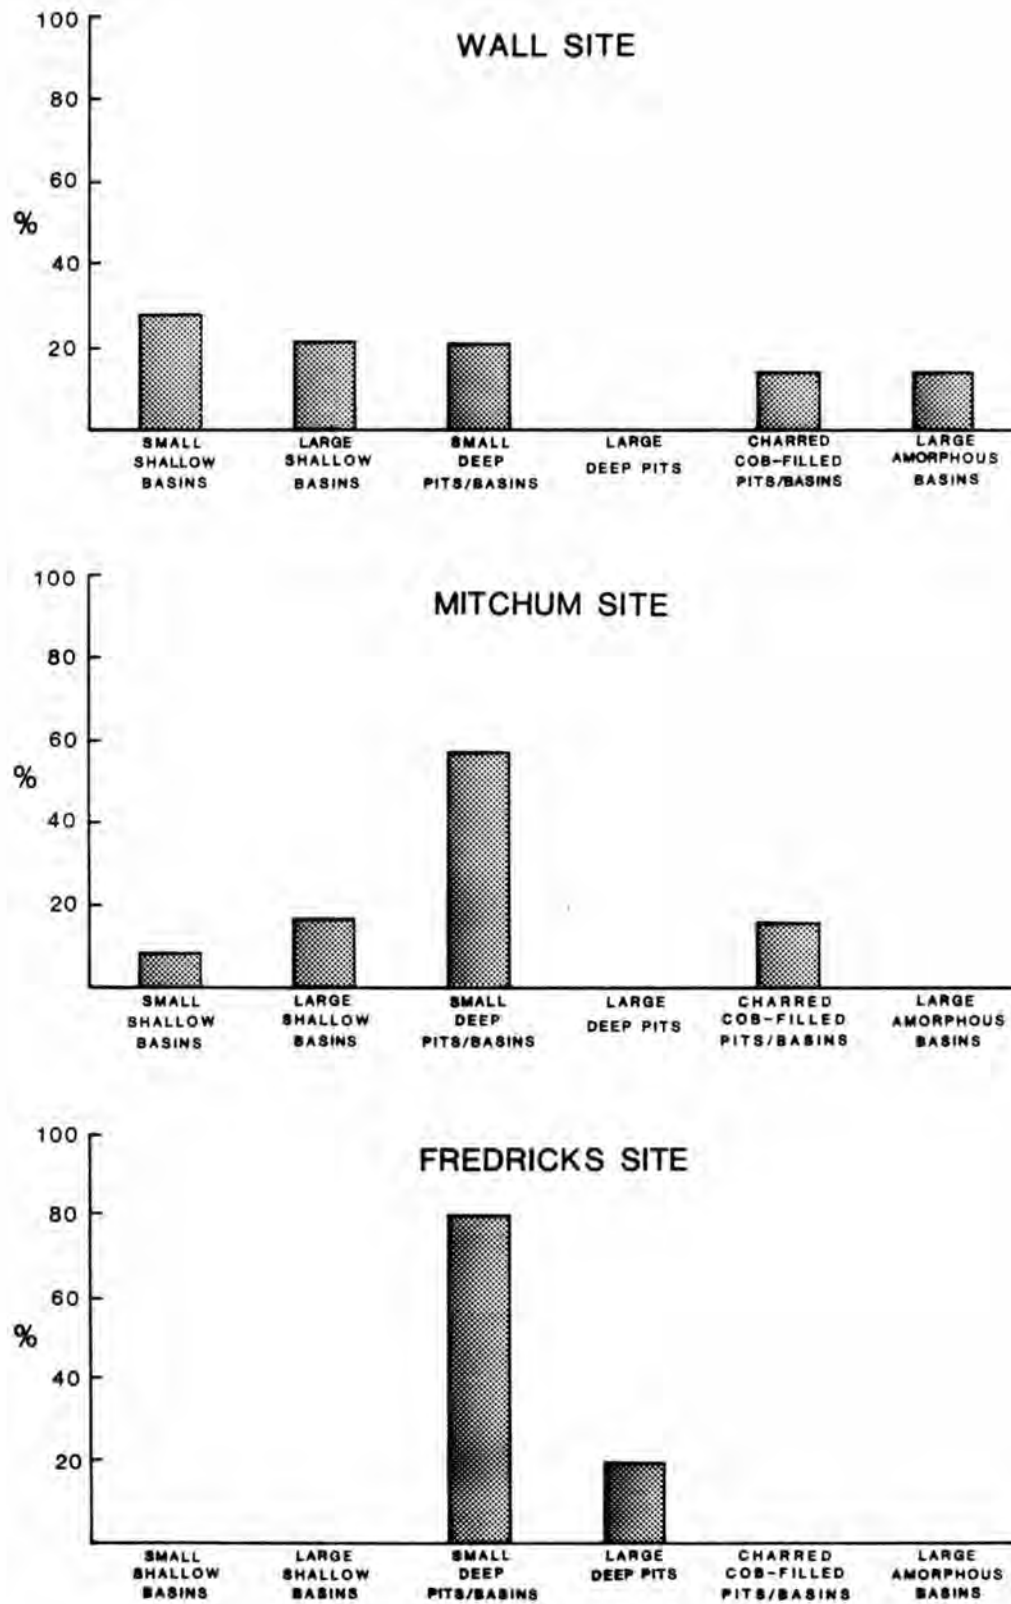 WALL SITE
100
80
60
%
40
20
SMALL SHALLOW BASINS
LARGE SHALLOW BASINS
SMALL DEEP PITS/BASINS
LARGE DEEP PITS
CHARRED COB-FILLED PITS/BASINS
LARGE AMORPHOUS BASINS
MITCHUM SITE
100
80
60
%
40
20
SMALL SHALLOW BASINS
LARGE SHALLOW BASINS
SMALL DEEP PITS/BASINS
LARGE DEEP PITS
CHARRED COB-FILLED PITS/BASINS
LARGE AMORPHOUS BASINS
FREDRICKS SITE
100
80
60
%
40
20
SMALL SHALLOW BASINS
LARGE SHALLOW BASINS
SMALL DEEP PITS/BASINS
LARGE DEEP PITS
CHARRED COB-FILLED PITS/BASINS
LARGE AMORPHOUS BASINS